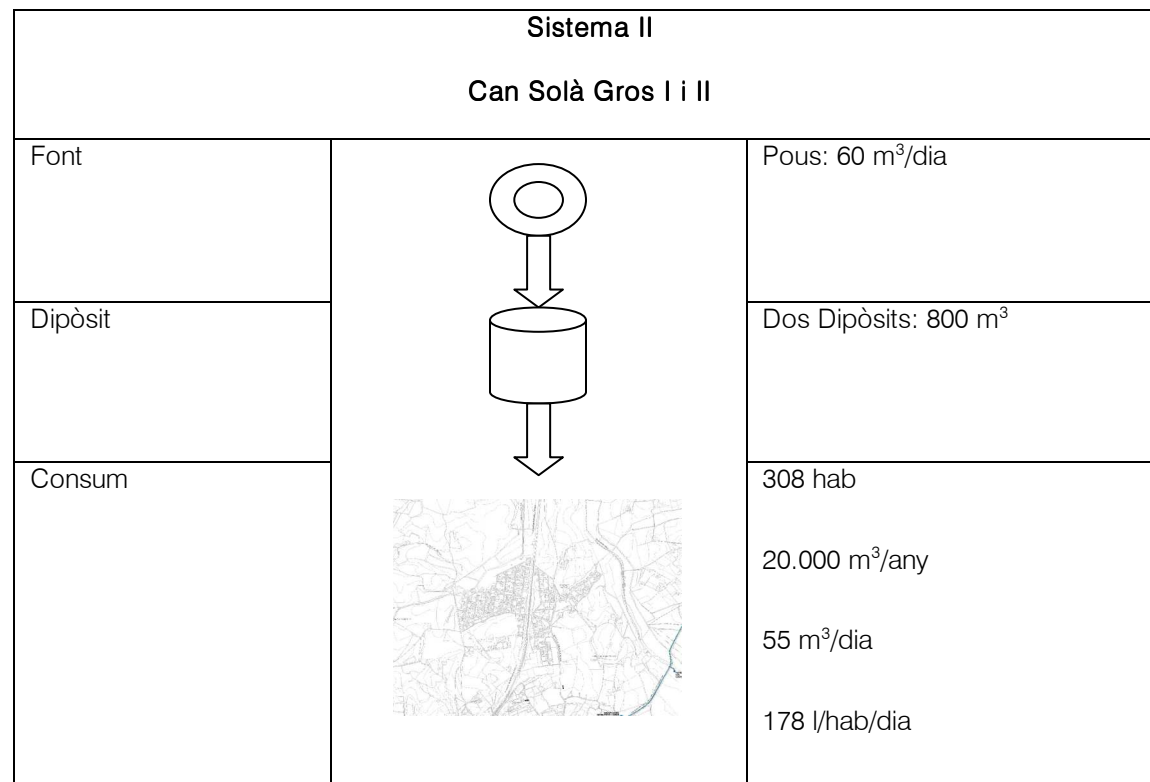 Sistema II
Can Solà Gros I i II
Font
Pous: 60 m³/dia
Dipòsit
Dos Dipòsits: 800 m³
Consum
308 hab
20.000 m³/any
55 m³/dia
178 l/hab/dia